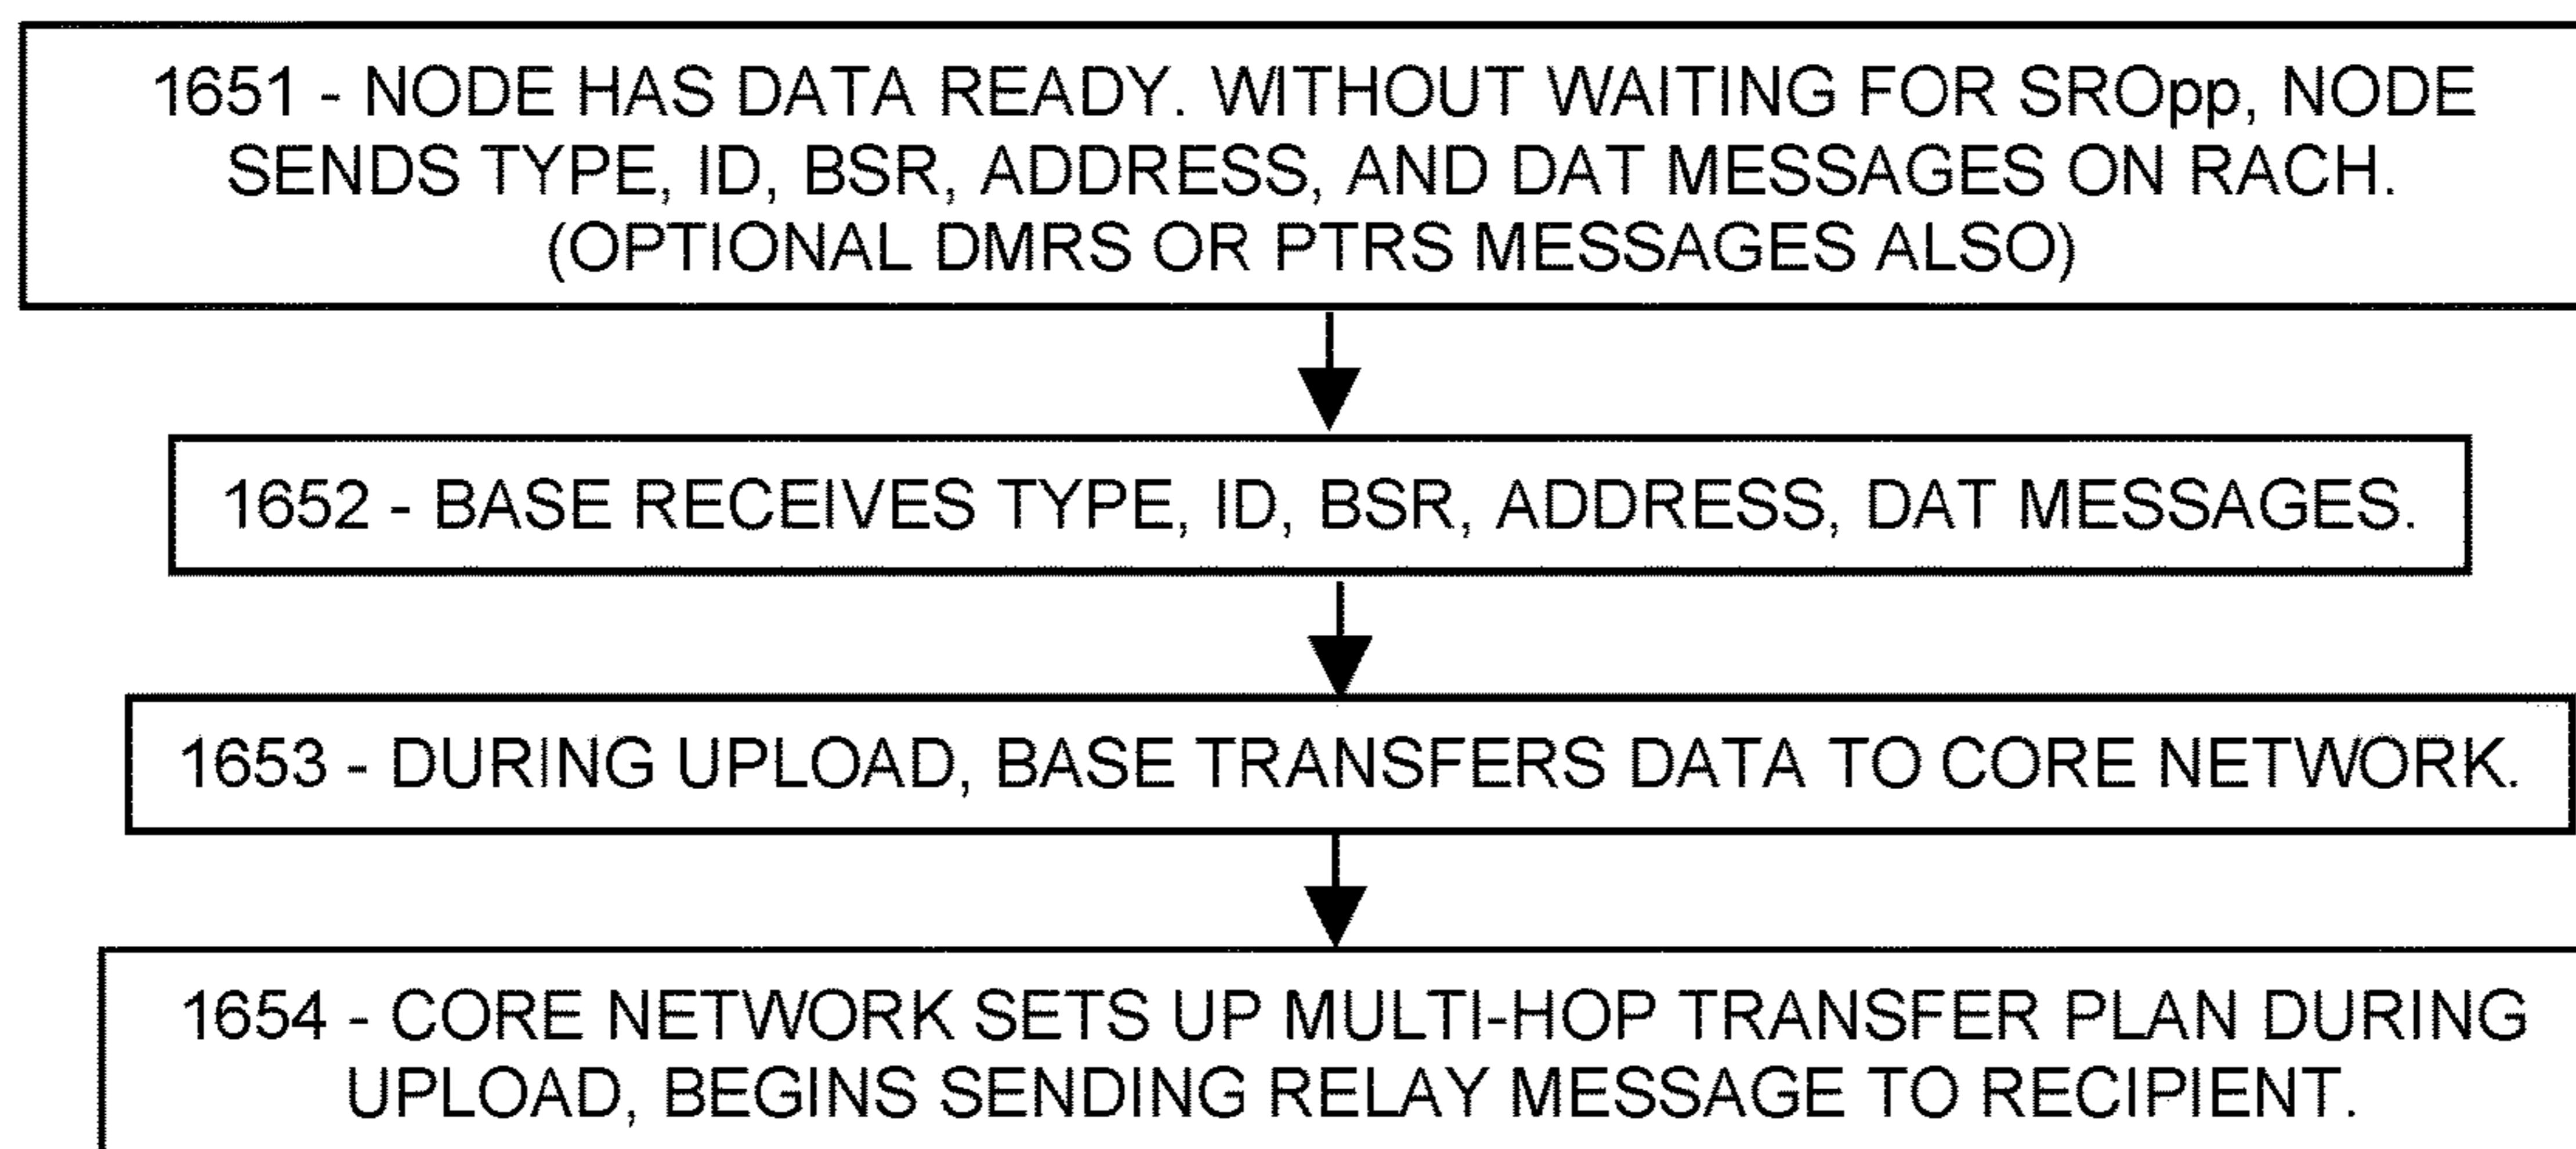 1651 - NODE HAS DATA READY. WITHOUT WAITING FOR SROpp, NODE
SENDS TYPE, ID, BSR, ADDRESS, AND DAT MESSAGES ON RACH.
(OPTIONAL DMRS OR PTRS MESSAGES ALSO)
1652 - BASE RECEIVES TYPE, ID, BSR, ADDRESS, DAT MESSAGES.
1653 - DURING UPLOAD, BASE TRANSFERS DATA TO CORE NETWORK.
1654 - CORE NETWORK SETS UP MULTI-HOP TRANSFER PLAN DURING
UPLOAD, BEGINS SENDING RELAY MESSAGE TO RECIPIENT.